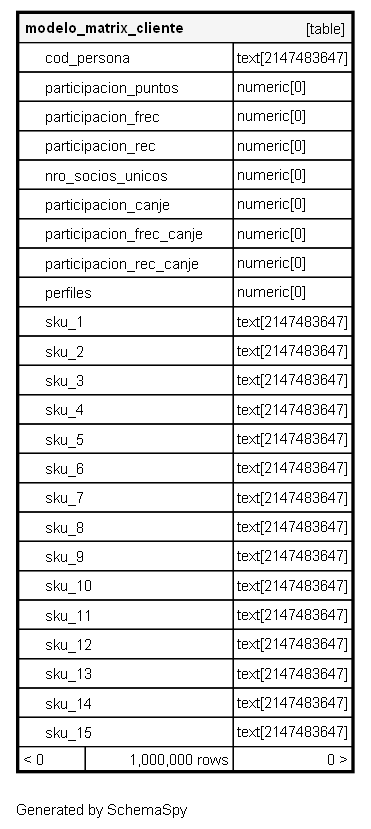 modelo_matrix_cliente [table]
cod_persona text[2147483647]
participacion_puntos numeric[0]
participacion_frec numeric[0]
participacion_rec numeric[0]
nro_socios_unicos numeric[0]
participacion_canje numeric[0]
participacion_frec_canje numeric[0]
participacion_rec_canje numeric[0]
perfiles numeric[0]
sku_1 text[2147483647]
sku_2 text[2147483647]
sku_3 text[2147483647]
sku_4 text[2147483647]
sku_5 text[2147483647]
sku_6 text[2147483647]
sku_7 text[2147483647]
sku_8 text[2147483647]
sku_9 text[2147483647]
sku_10 text[2147483647]
sku_11 text[2147483647]
sku_12 text[2147483647]
sku_13 text[2147483647]
sku_14 text[2147483647]
sku_15 text[2147483647]
< 0 1,000,000 rows 0 >
Generated by SchemaSpy